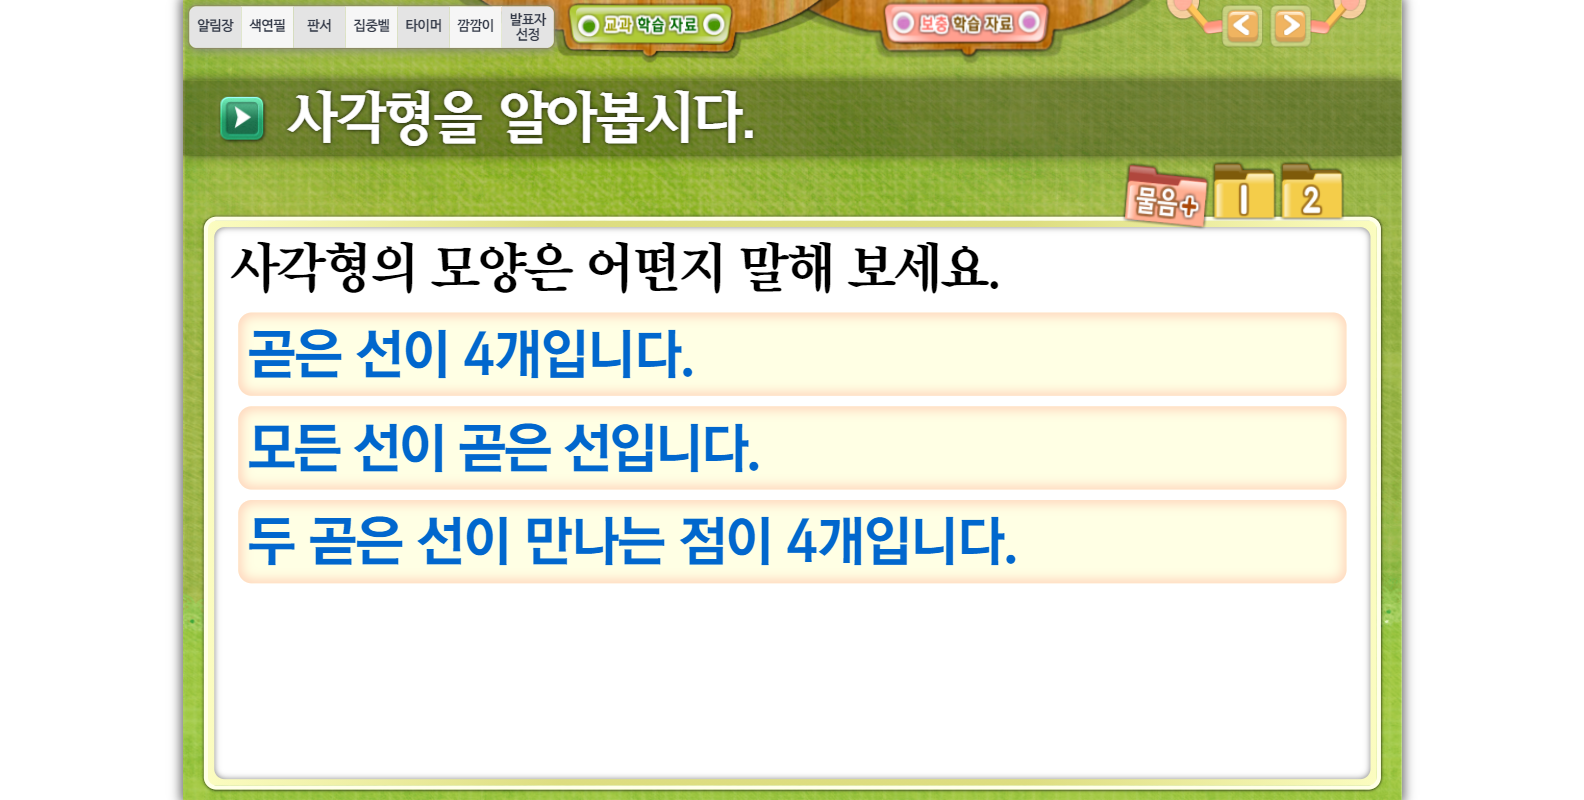 알림장 색연필 판서 집중벨 타이머 깜깜이 발표자 선정
교과 학습 자료
보충 학습 자료
사각형을 알아봅시다.
물음+ 1 2
사각형의 모양은 어떤지 말해 보세요.
곧은 선이 4개입니다.
모든 선이 곧은 선입니다.
두 곧은 선이 만나는 점이 4개입니다.